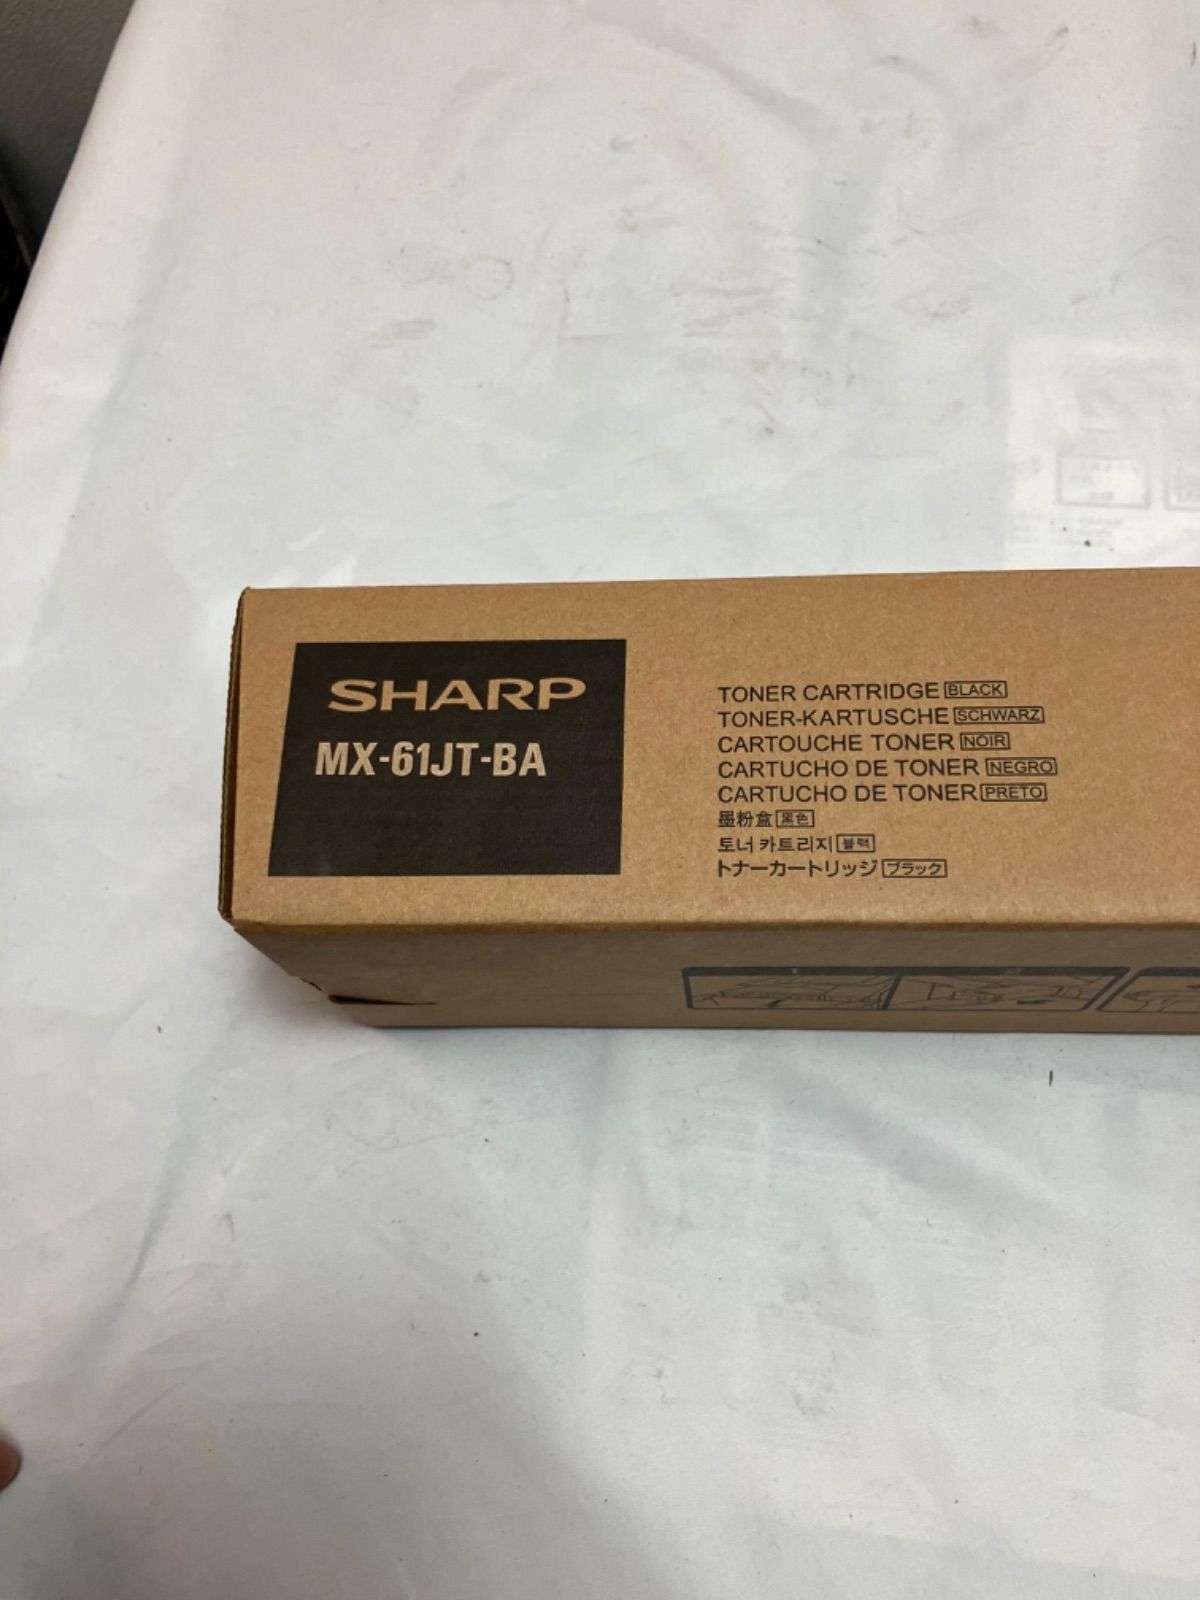 SHARP
MX-61JT-BA
TONER CARTRIDGE BLACK
TONER-KARTUSCHE SCHWARZ
CARTOUCHE TONER NOIR
CARTUCHO DE TONER NEGRO
CARTUCHO DE TONER PRETO
墨粉盒 黑色
토너 카트리지 블랙
トナーカートリッジ ブラック